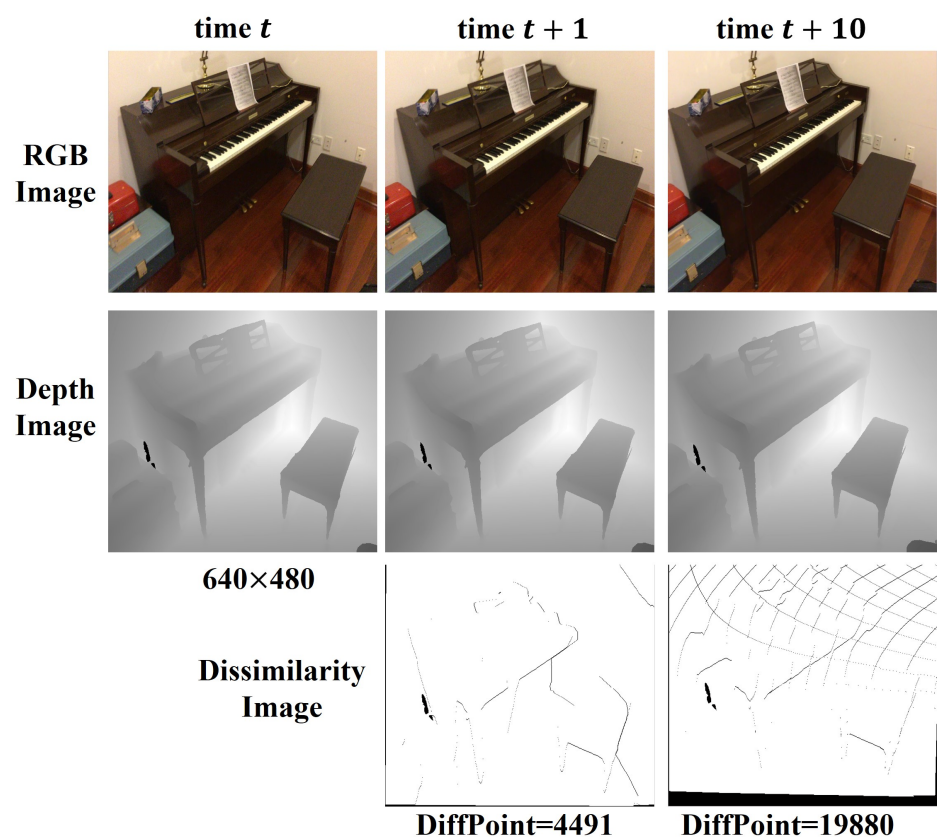 time t
time t + 1
time t + 10
RGB
Image
Depth
Image
640×480
Dissimilarity
Image
DiffPoint=4491
DiffPoint=19880